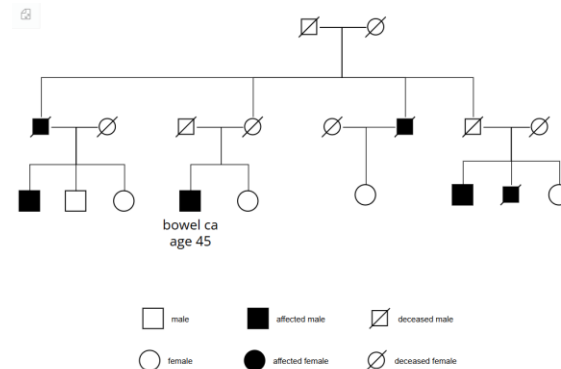 bowel ca
age 45
male
affected male
deceased male
female
affected female
deceased female